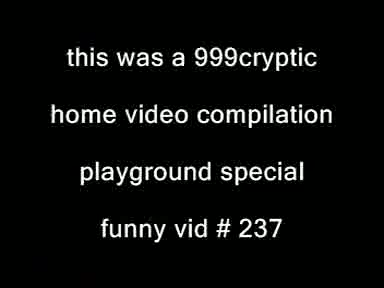 this was a 999cryptic
home video compilation
playground special
funny vid # 237